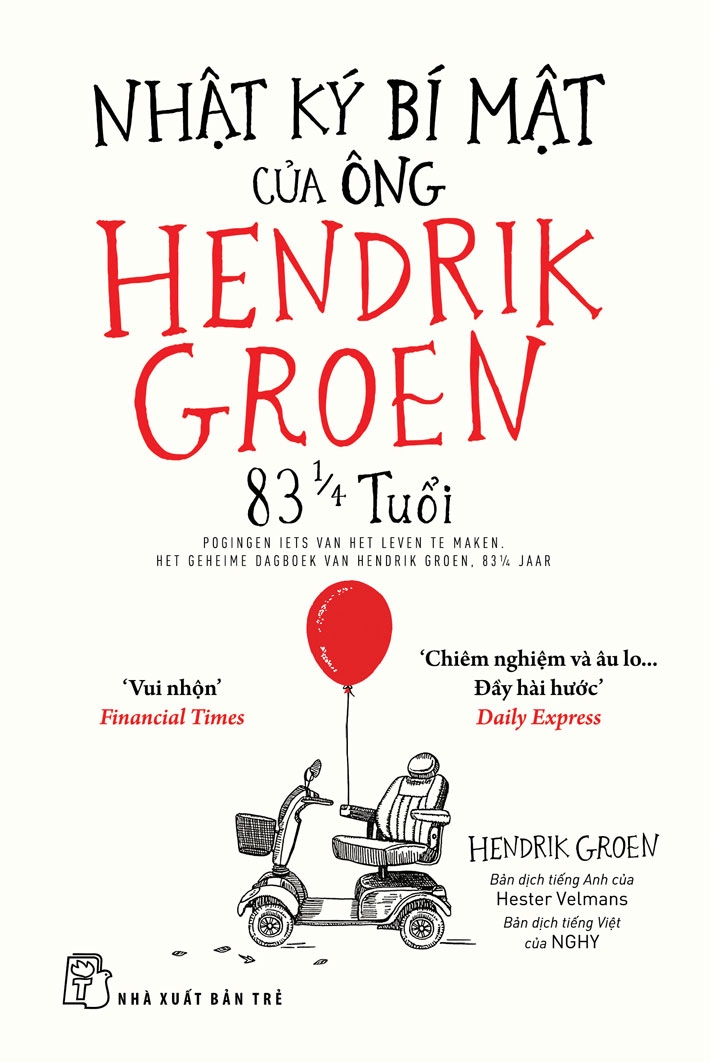 NHẬT KÝ BÍ MẬT
CỦA ÔNG
HENDRIK
GROEN
83 1/4 TUỔI
POGINGEN IETS VAN HET LEVEN TE MAKEN.
HET GEHEIME DAGBOEK VAN HENDRIK GROEN, 83¼ JAAR
‘Vui nhộn’
Financial Times
‘Chiêm nghiệm và âu lo...
Đầy hài hước’
Daily Express
HENDRIK GROEN
Bản dịch tiếng Anh của
Hester Velmans
Bản dịch tiếng Việt
của NGHY
T
NHÀ XUẤT BẢN TRẺ